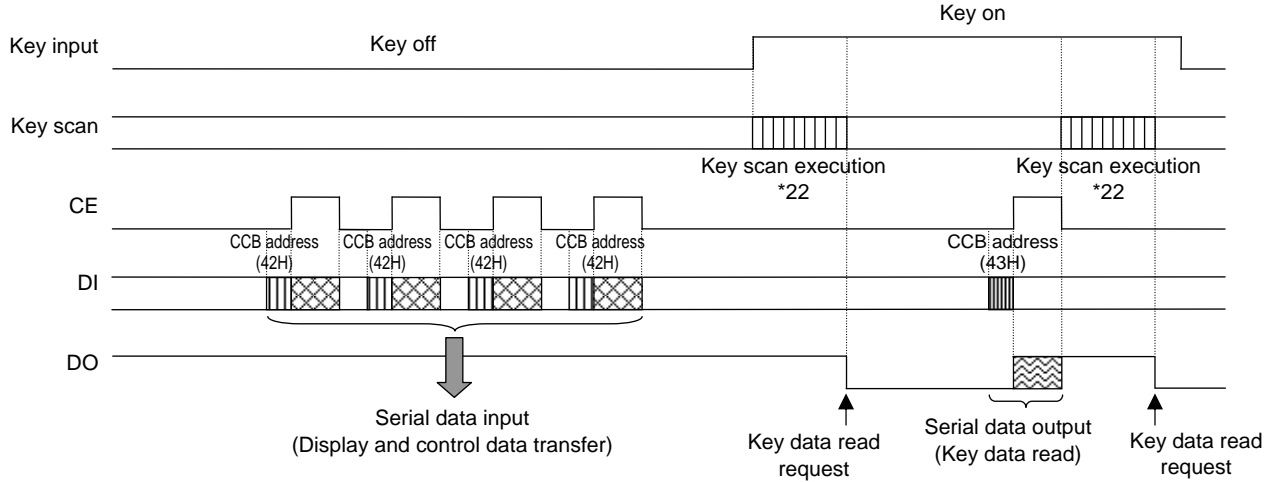 Key on
Key input
Key off
Key scan
Key scan execution
*22
Key scan execution
*22
CE
CCB address
(42H)
CCB address
(42H)
CCB address
(42H)
CCB address
(42H)
CCB address
(43H)
DI
DO
Serial data input
(Display and control data transfer)
Key data read
request
Serial data output
(Key data read)
Key data read
request